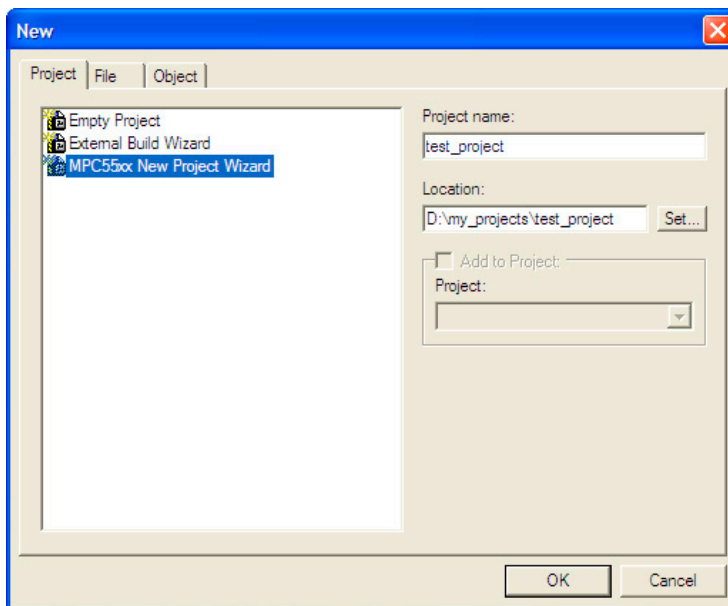 New
Project File Object
Empty Project
External Build Wizard
MPC55xx New Project Wizard
Project name:
test_project
Location:
D:\my_projects\test_project Set...
Add to Project:
Project:
OK Cancel